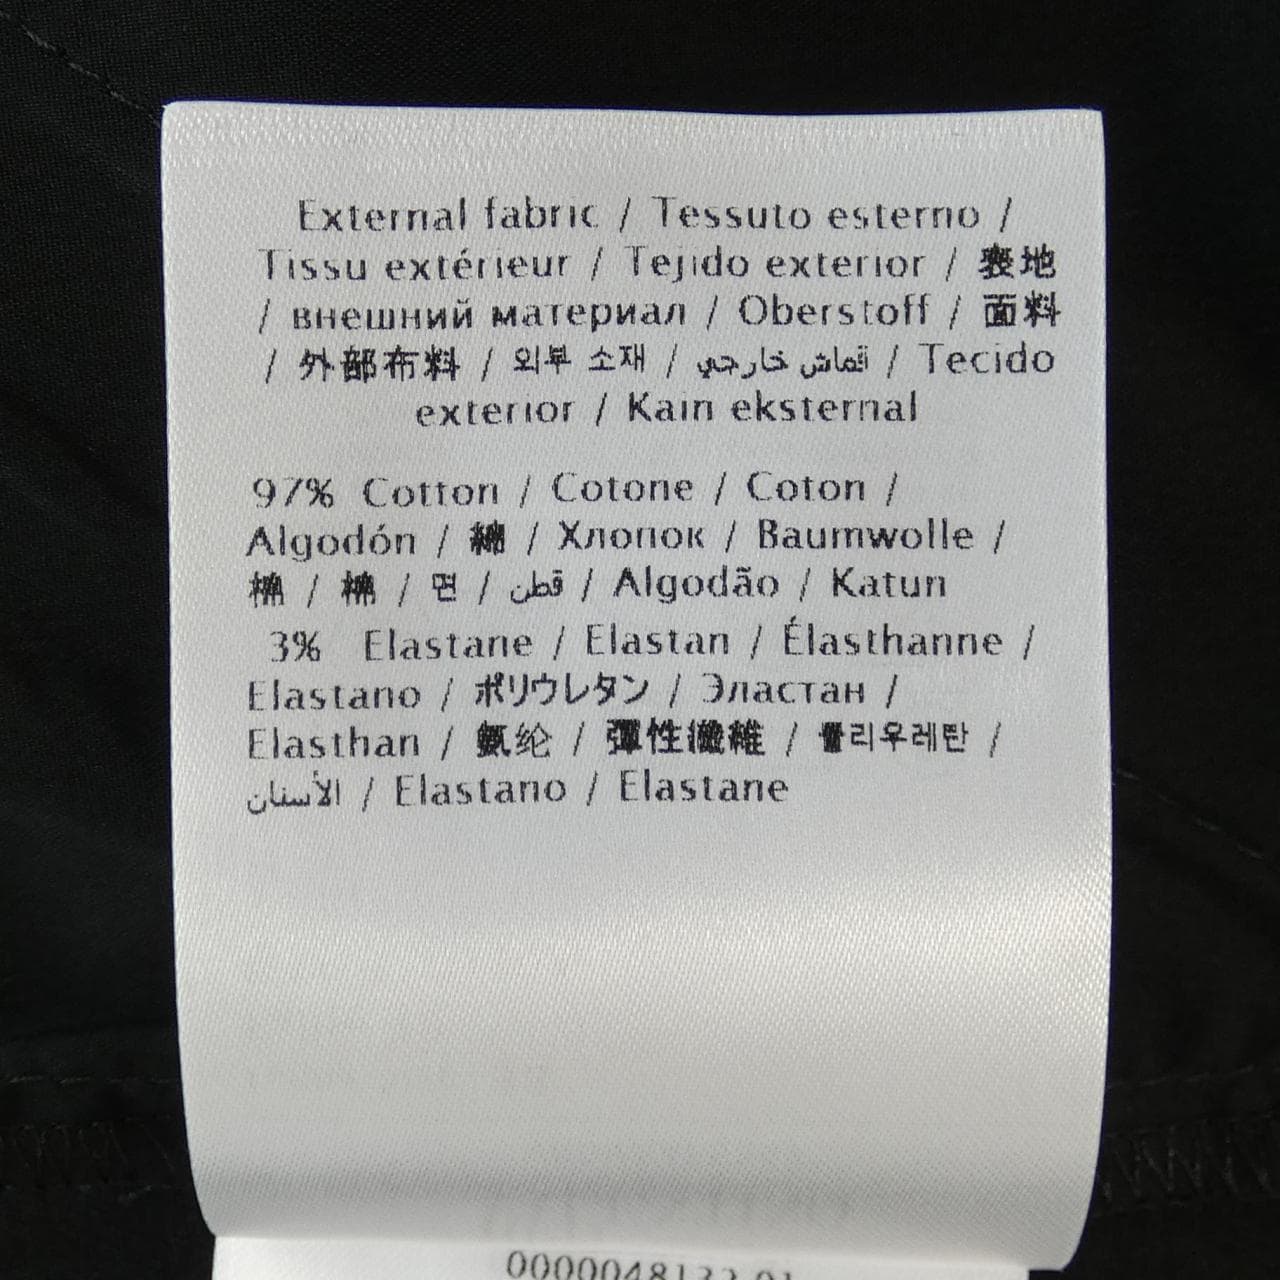 External fabric / Tessuto esterno /
Tissu extérieur / Tejido exterior / 表地
/ внешний материал / Oberstoff / 面料
/ 外部布料 / 외부 소재 / قماش خارجي / Tecido
exterior / Kain eksternal
97% Cotton / Cotone / Coton /
Algodón / 綿 / Хлопок / Baumwolle /
棉 / 棉 / 면 / قطن / Algodão / Katun
3% Elastane / Elastan / Élasthanne /
Elastano / ポリウレタン / Эластан /
Elasthan / 氨纶 / 彈性纖維 / 폴리우레탄 /
الأستان / Elastano / Elastane